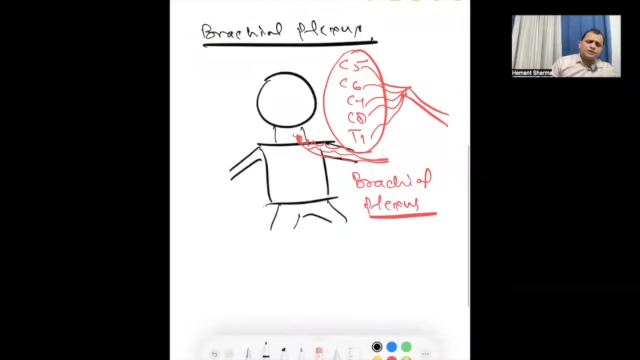 Brachial plexus
C5
C6
C7
C8
T1
Brachial
plexus
Hemant Sharma